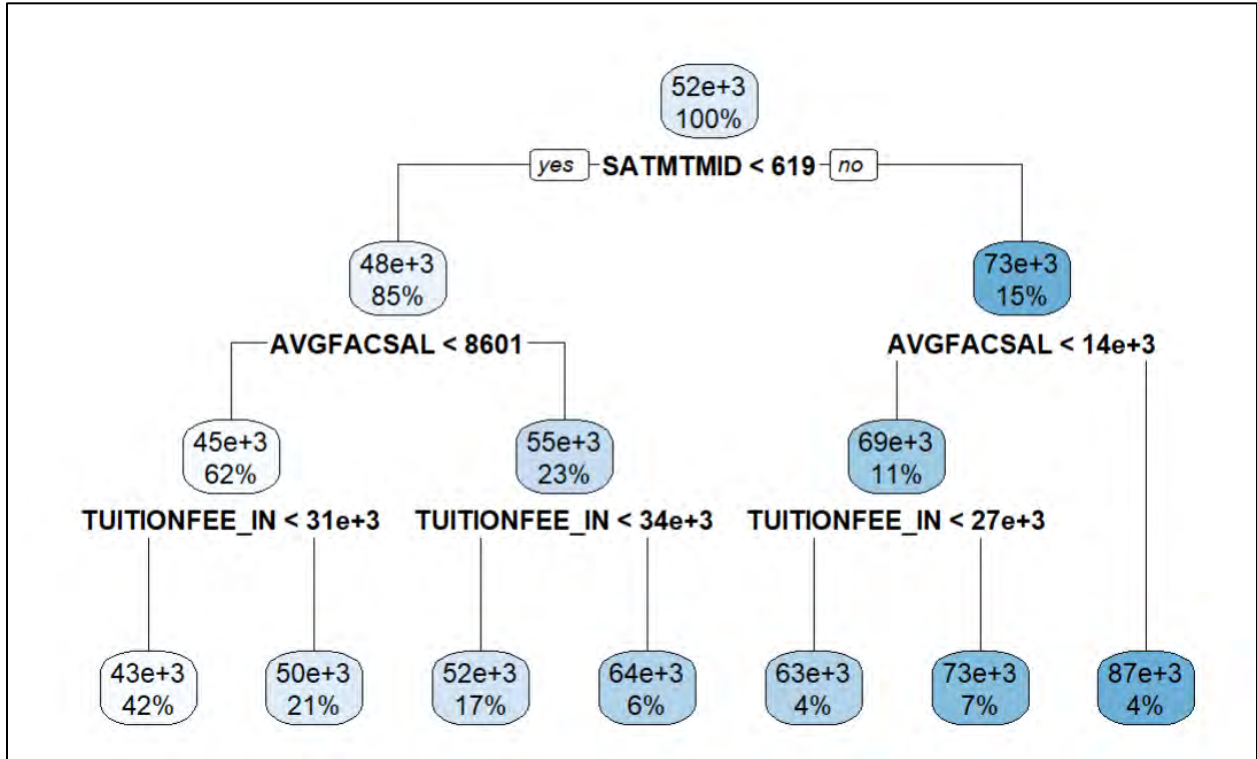 52e+3
100%
yes SATMTMID < 619 no
48e+3
85%
73e+3
15%
AVGFACSAL < 8601
AVGFACSAL < 14e+3
45e+3
62%
55e+3
23%
69e+3
11%
TUITIONFEE_IN < 31e+3
TUITIONFEE_IN < 34e+3
TUITIONFEE_IN < 27e+3
43e+3
42%
50e+3
21%
52e+3
17%
64e+3
6%
63e+3
4%
73e+3
7%
87e+3
4%